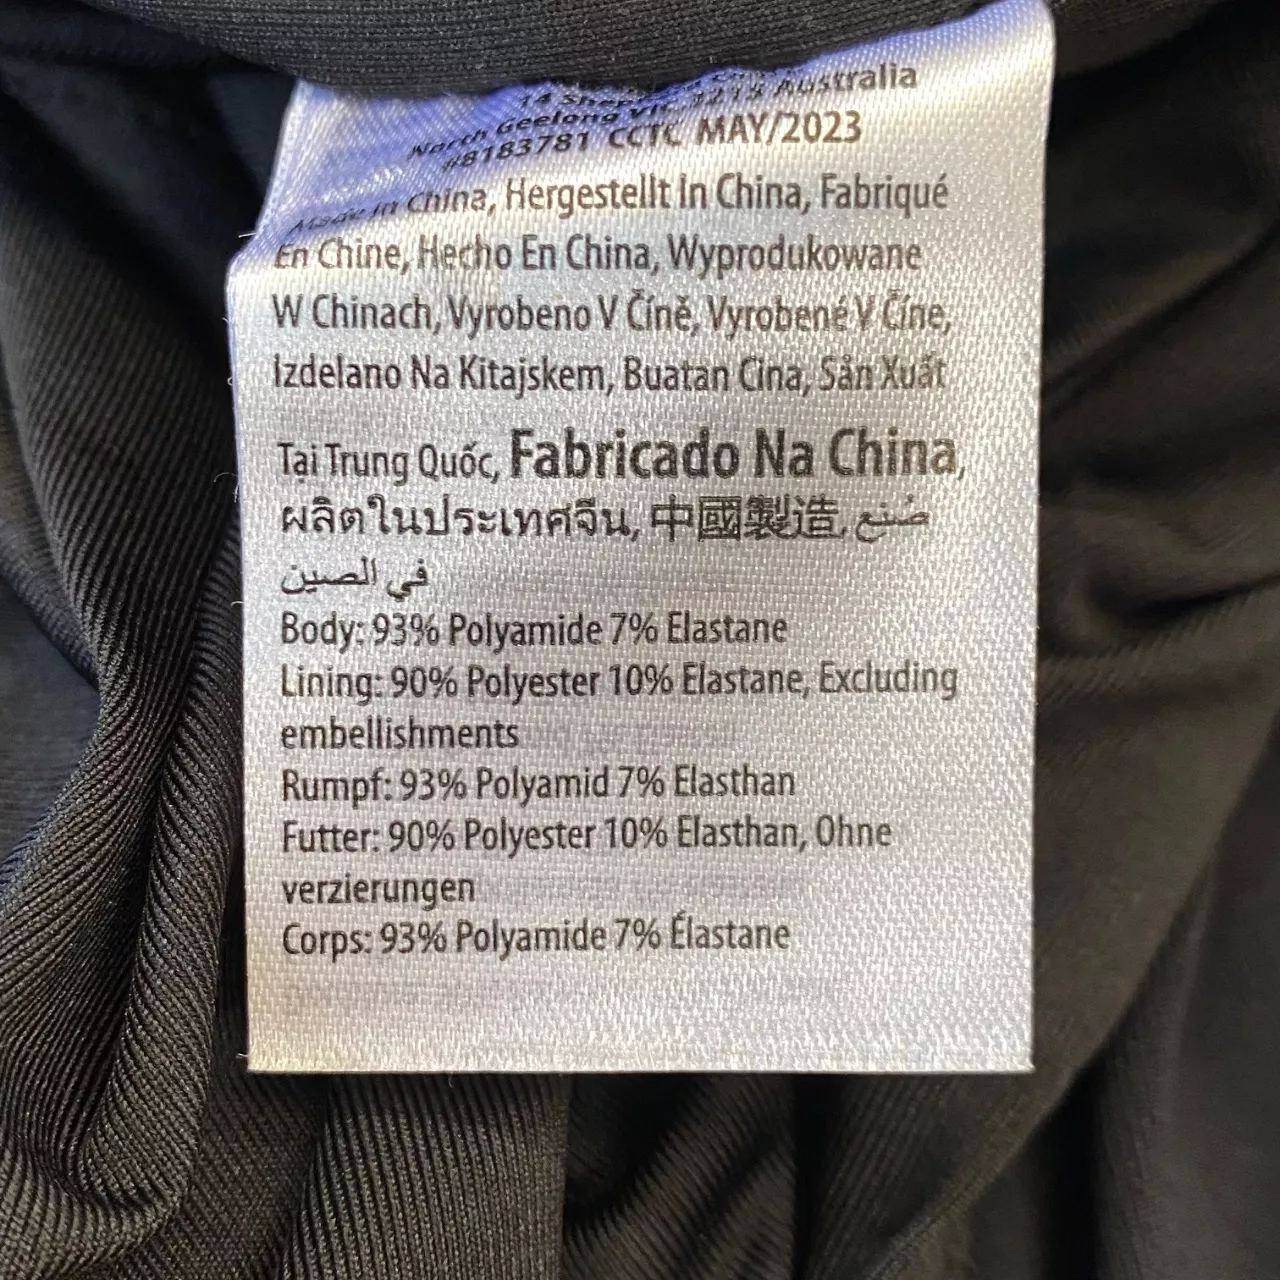 14 Shepherd C
North Geelong Vic 3215 Australia
#8183781 CCTC MAY/2023
Made in China, Hergestellt In China, Fabriqué
En Chine, Hecho En China, Wyprodukowane
W Chinach, Vyrobeno V Číně, Vyrobené V Číne,
Izdelano Na Kitajskem, Buatan Cina, Sản Xuất
Tại Trung Quốc, Fabricado Na China,
ผลิตในประเทศจีน, 中國製造, صُنع
في الصين
Body: 93% Polyamide 7% Elastane
Lining: 90% Polyester 10% Elastane, Excluding
embellishments
Rumpf: 93% Polyamid 7% Elasthan
Futter: 90% Polyester 10% Elasthan, Ohne
verzierungen
Corps: 93% Polyamide 7% Élastane